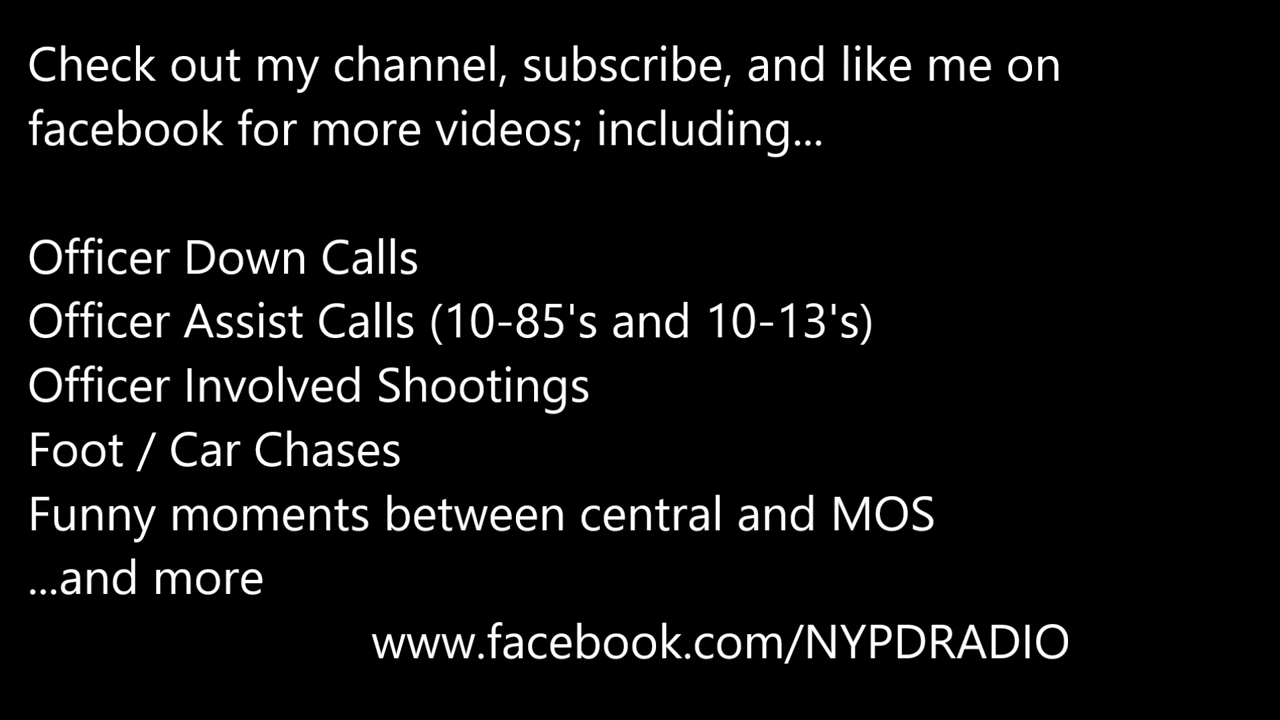 Check out my channel, subscribe, and like me on
facebook for more videos; including...
Officer Down Calls
Officer Assist Calls (10-85's and 10-13's)
Officer Involved Shootings
Foot / Car Chases
Funny moments between central and MOS
...and more
www.facebook.com/NYPDRADIO